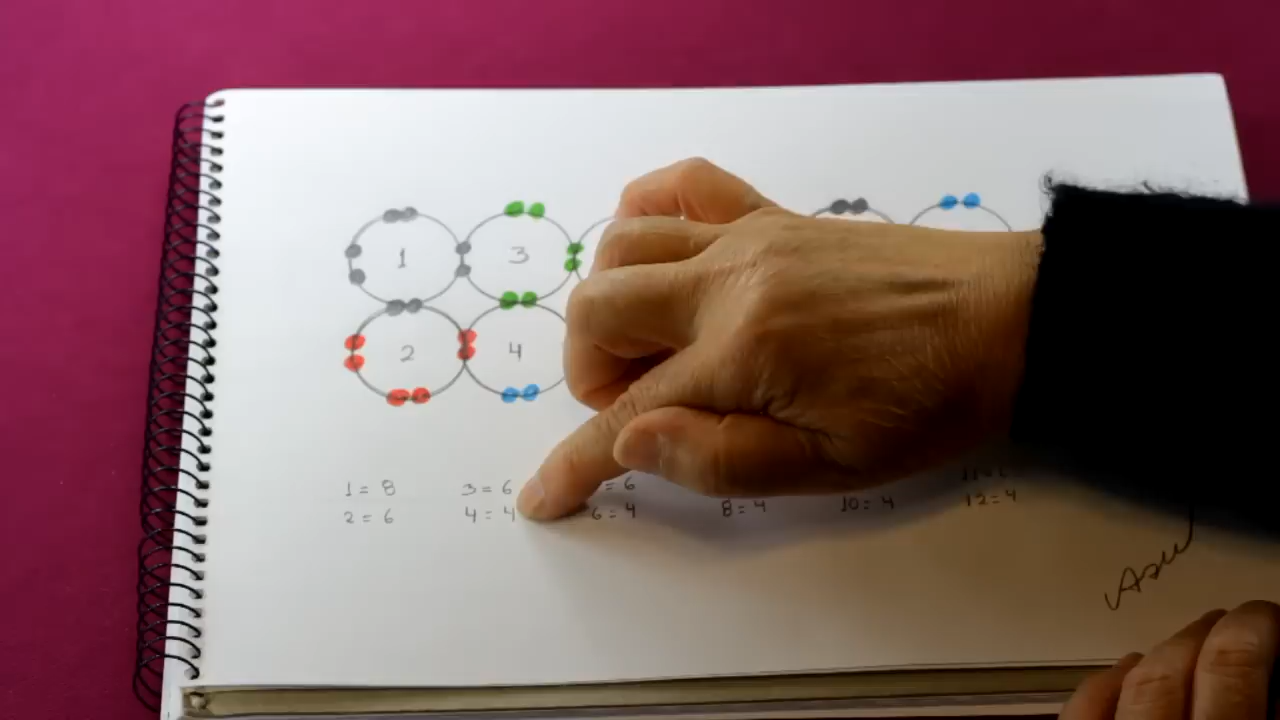 1 3
2 4
1 = 8 3 = 6 = 6
2 = 6 4 = 4 6 = 4 8 = 4 10 = 4 12 = 4